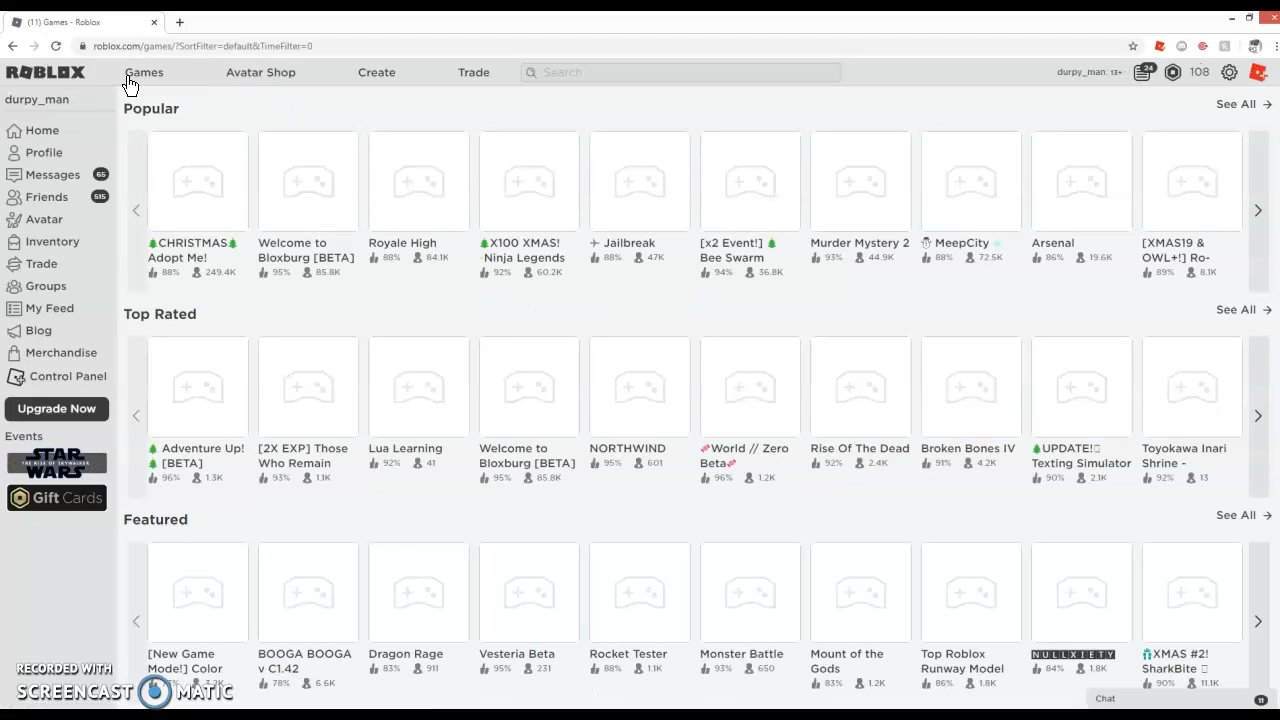 (11) Games - Roblox
roblox.com/games/?SortFilter=default&TimeFilter=0
ROBLOX Games Avatar Shop Create Trade Search durpy_man: 13+ 24 108
durpy_man
Home
Profile
Messages 65
Friends 515
Avatar
Inventory
Trade
Groups
My Feed
Blog
Merchandise
Control Panel
Upgrade Now
Events
STAR WARS
THE RISE OF SKYWALKER
Gift Cards
Popular See All
🎄CHRISTMAS🎄 Welcome to Royale High 🎄X100 XMAS! ✈ Jailbreak [x2 Event!] 🎄 Murder Mystery 2 ☃ MeepCity Arsenal [XMAS19 &
Adopt Me! Bloxburg [BETA] 88% 84.1K Ninja Legends 88% 47K Bee Swarm 93% 44.9K 88% 72.5K 86% 19.6K OWL+!] Ro-
88% 249.4K 95% 85.8K 92% 60.2K 94% 36.8K 89% 8.1K
Top Rated See All
🎄 Adventure Up! [2X EXP] Those Lua Learning Welcome to NORTHWIND 🍬World // Zero Rise Of The Dead Broken Bones IV 🎄UPDATE! Toyokawa Inari
🎄[BETA] Who Remain 92% 41 Bloxburg [BETA] 95% 601 Beta🍬 92% 2.4K 91% 4.2K Texting Simulator Shrine -
96% 1.3K 93% 1.1K 95% 85.8K 96% 1.2K 90% 2.1K 92% 13
Featured See All
[New Game BOOGA BOOGA Dragon Rage Vesteria Beta Rocket Tester Monster Battle Mount of the Top Roblox NULLXIETY XMAS #2!
Mode!] Color v C1.42 83% 911 95% 231 88% 1.1K 93% 650 Gods Runway Model 84% 1.8K SharkBite
78% 6.6K 83% 1.2K 86% 1.8K 90% 11.1K
Chat 11
RECORDED WITH
SCREENCAST MATIC